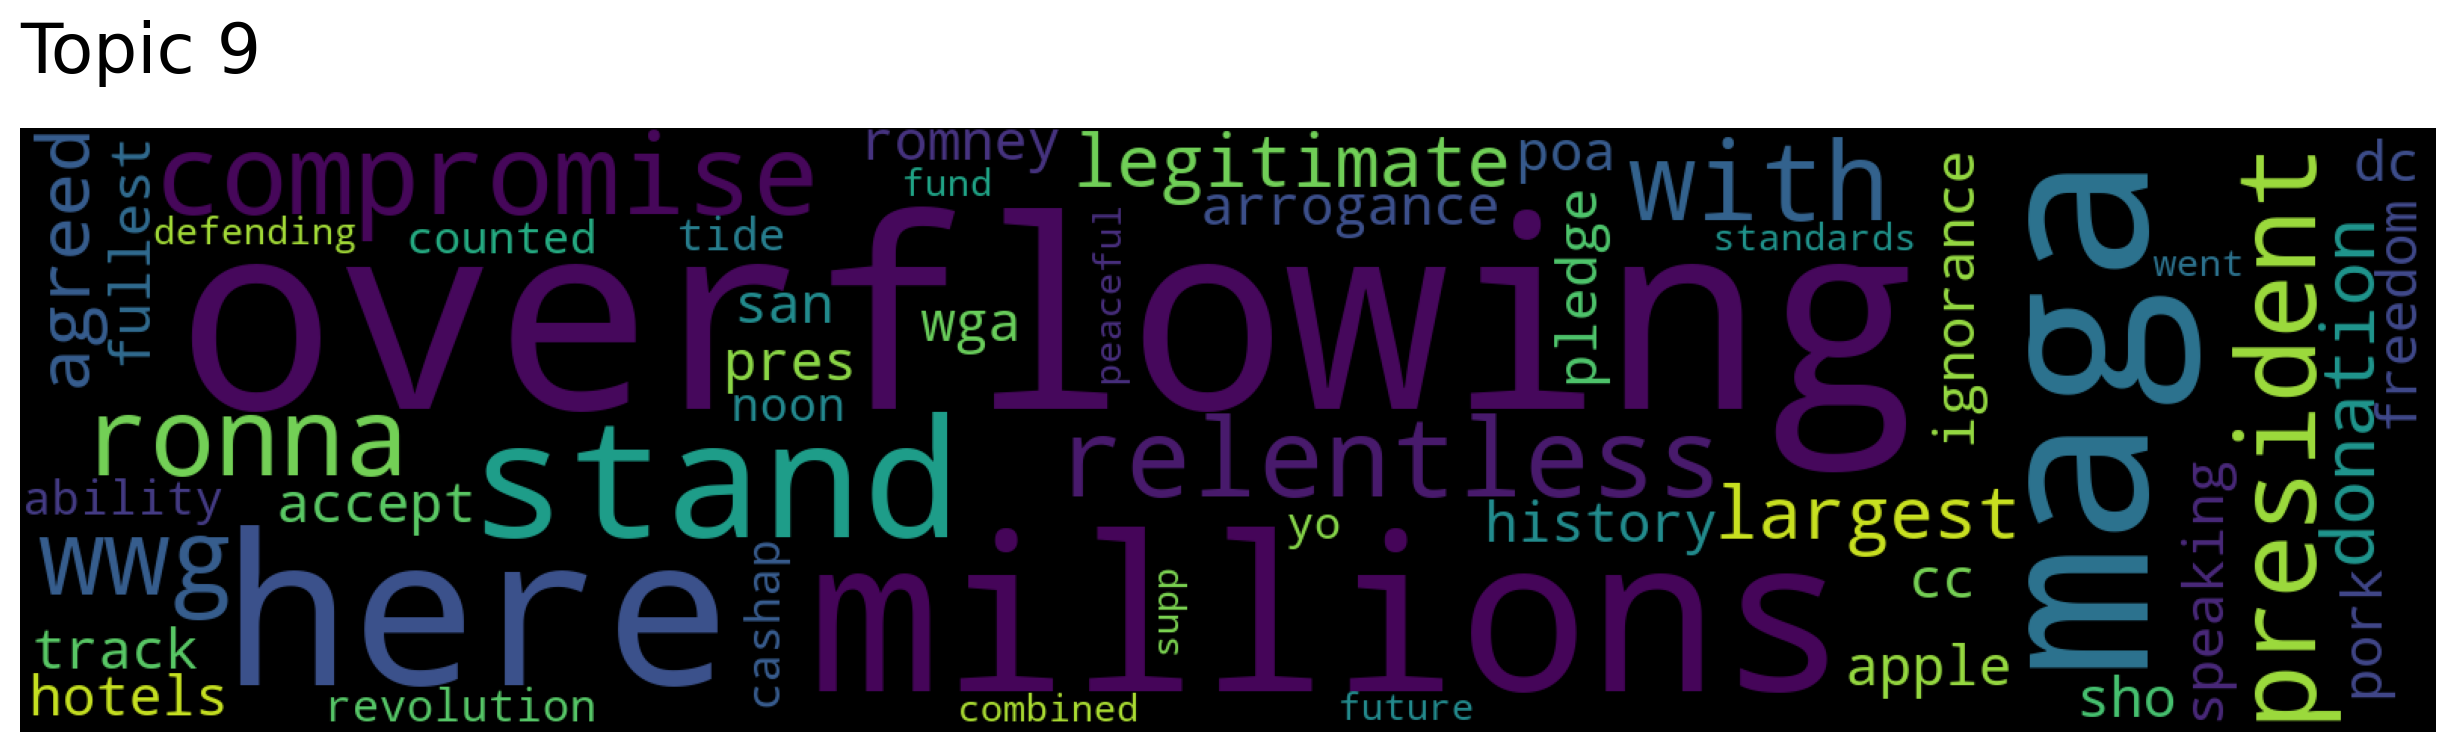 Topic 9
agreed
fullest
compromise
defending
counted
tide
romney
fund
legitimate
arrogance
poa
with
standards
dc
overflowing
san
pres
noon
wga
peaceful
pledge
ignorance
maga
went
president
donation
freedom
ronna
stand
relentless
ability
accept
yo
history
largest
wwg
here
cashap
millions
supp
cc
apple
track
hotels
revolution
combined
future
sho
speaking
pork